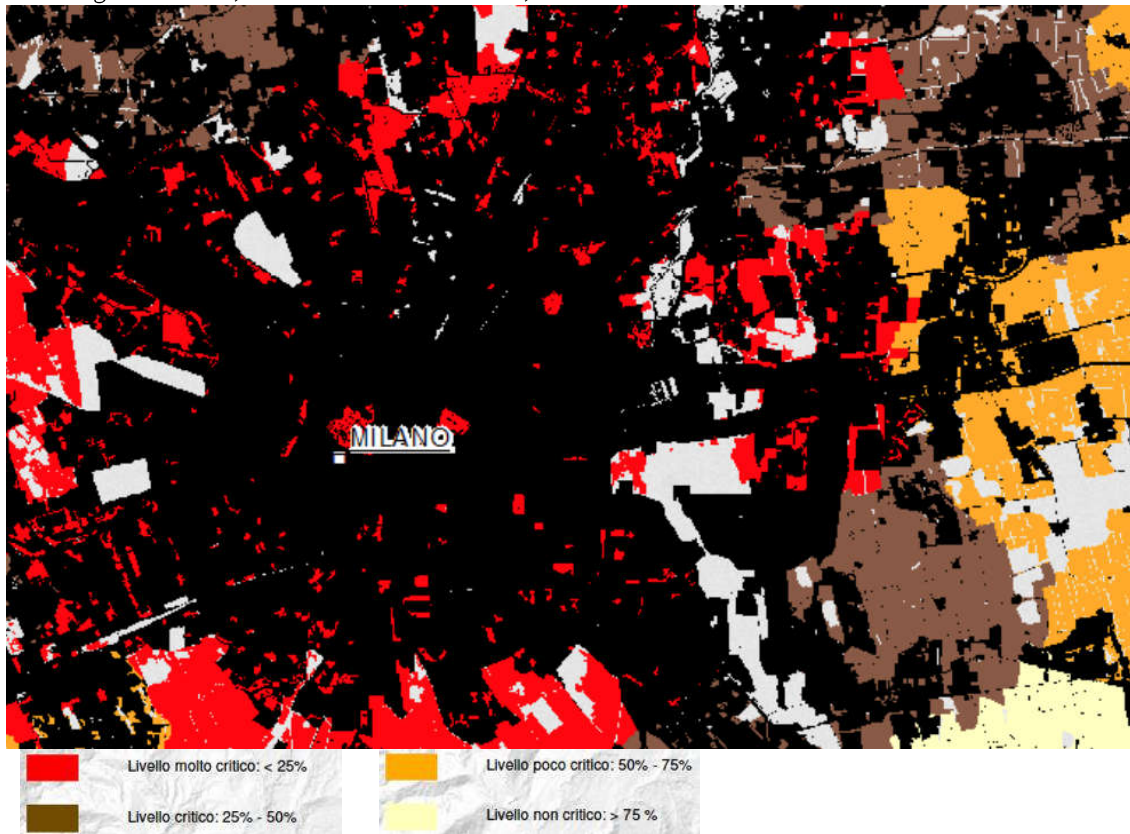 MILANO
Livello molto critico: < 25%
Livello poco critico: 50% - 75%
Livello critico: 25% - 50%
Livello non critico: > 75 %